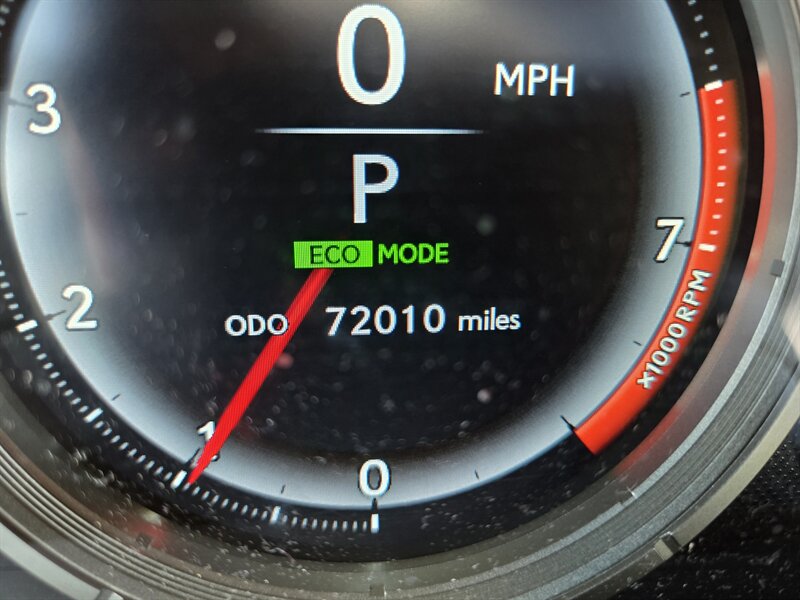 0
MPH
3
P
7
ECO MODE
2
ODO 72010 miles
x1000RPM
1
0